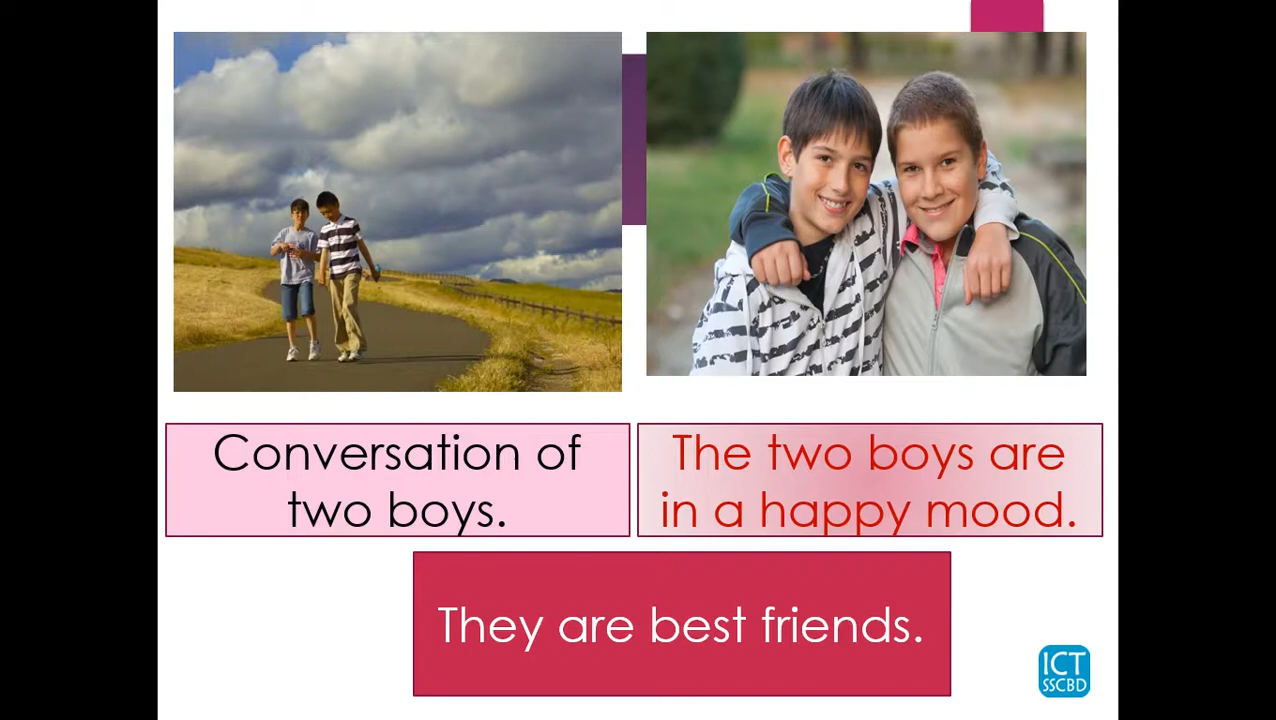 Conversation of
two boys.
The two boys are
in a happy mood.
They are best friends.
ICT
SSCBD